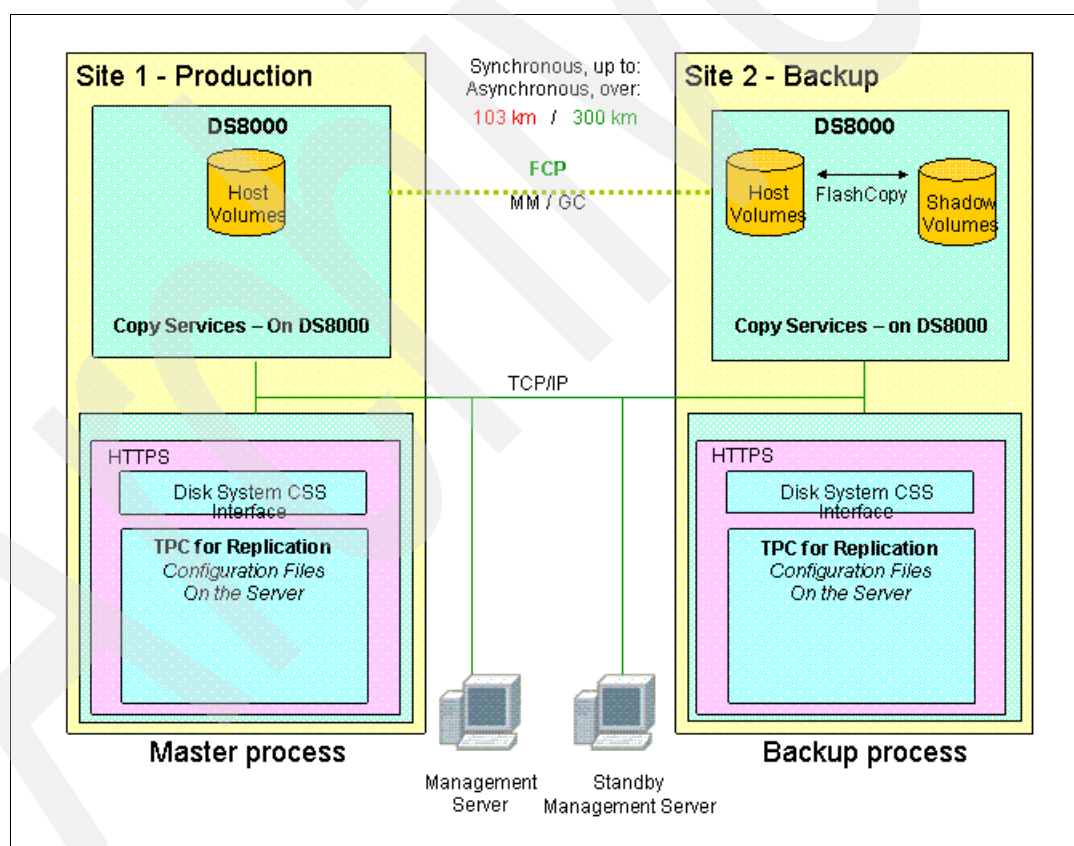 Site 1 - Production
DS8000
Host
Volumes
Copy Services – On DS8000
Synchronous, up to:
Asynchronous, over:
103 km / 300 km
FCP
MM / GC
Site 2 - Backup
DS8000
Host
Volumes
FlashCopy
Shadow
Volumes
Copy Services – on DS8000
TCP/IP
HTTPS
Disk System CSS
Interface
TPC for Replication
Configuration Files
On the Server
Master process
HTTPS
Disk System CSS
Interface
TPC for Replication
Configuration Files
On the Server
Backup process
Management
Server
Standby
Management Server